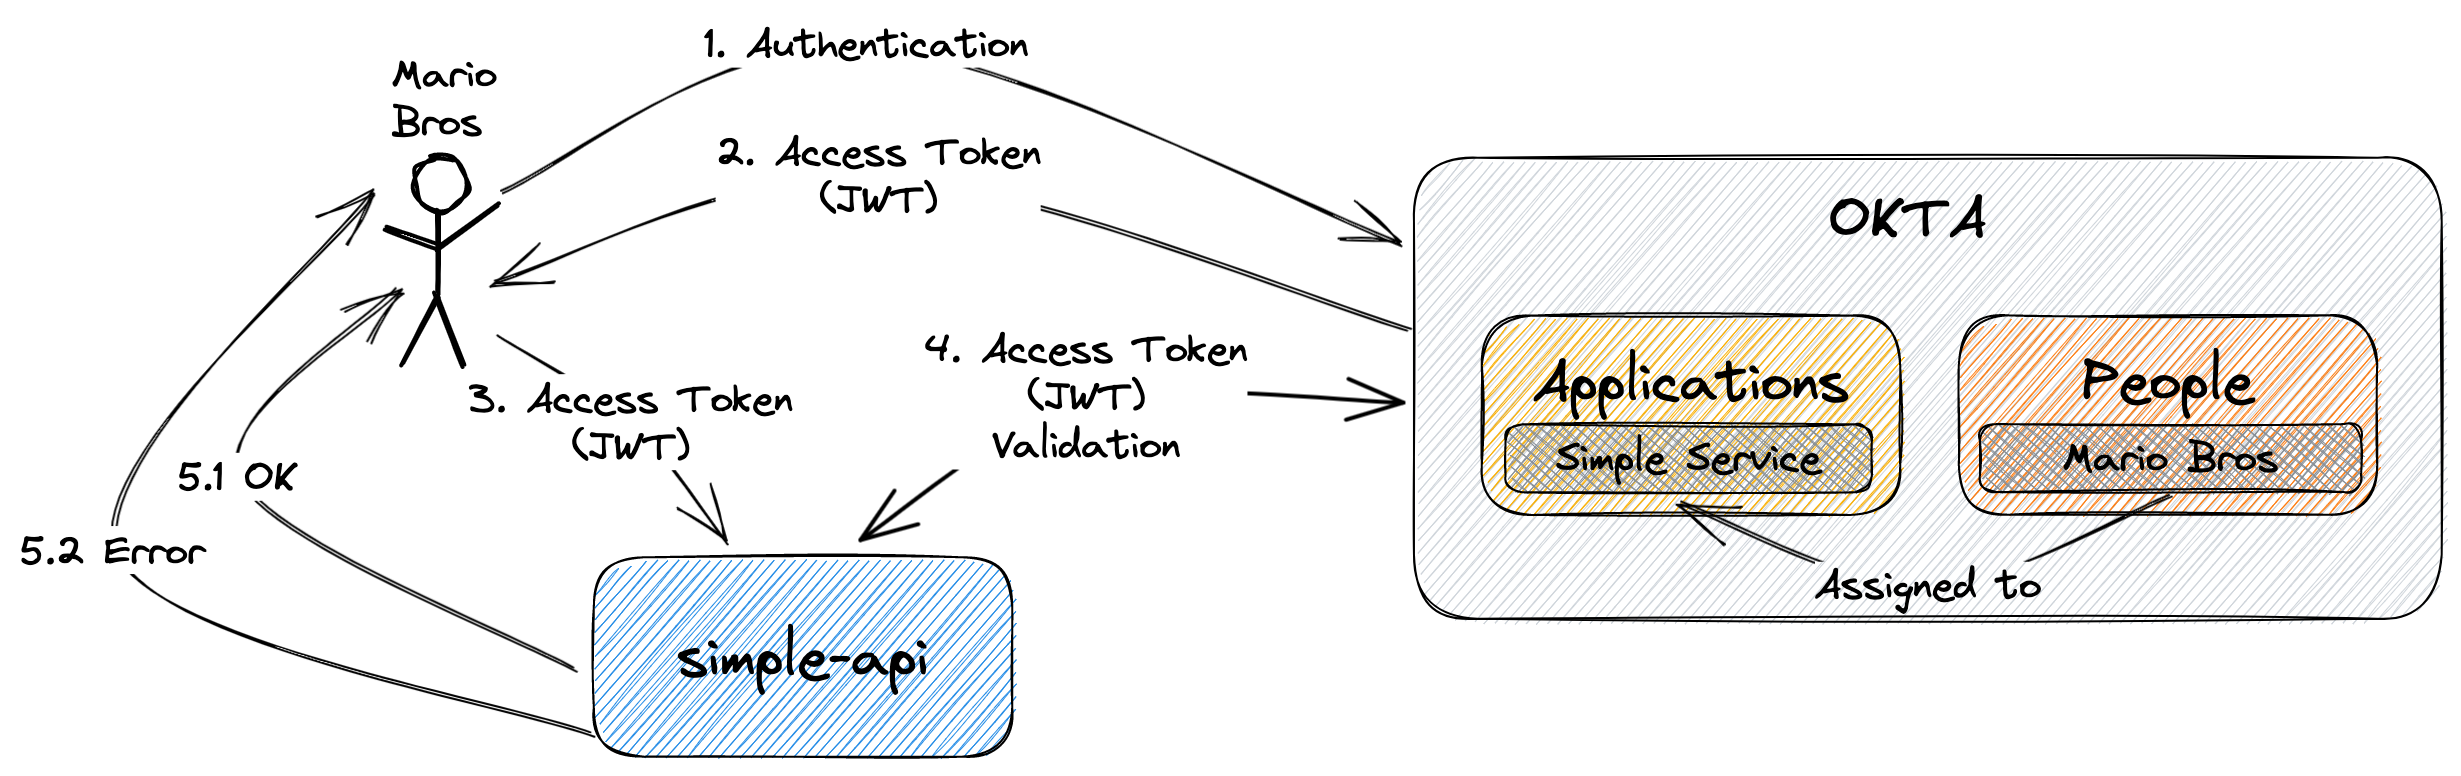 1. Authentication
Mario
Bros
2. Access Token
(JWT)
OKTA
4. Access Token
(JWT)
Validation
3. Access Token
(JWT)
Applications
Simple Service
People
Mario Bros
Assigned to
5.1 OK
5.2 Error
simple-api